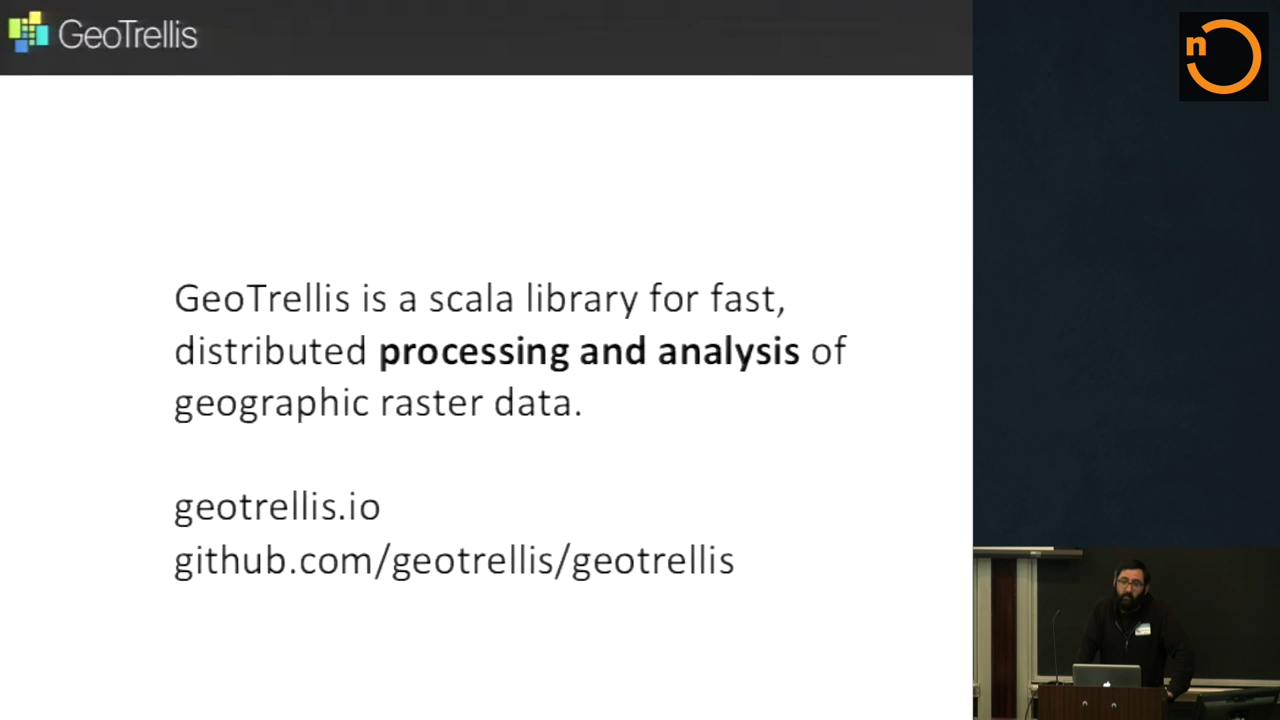 GeoTrellis
n
GeoTrellis is a scala library for fast,
distributed processing and analysis of
geographic raster data.
geotrellis.io
github.com/geotrellis/geotrellis